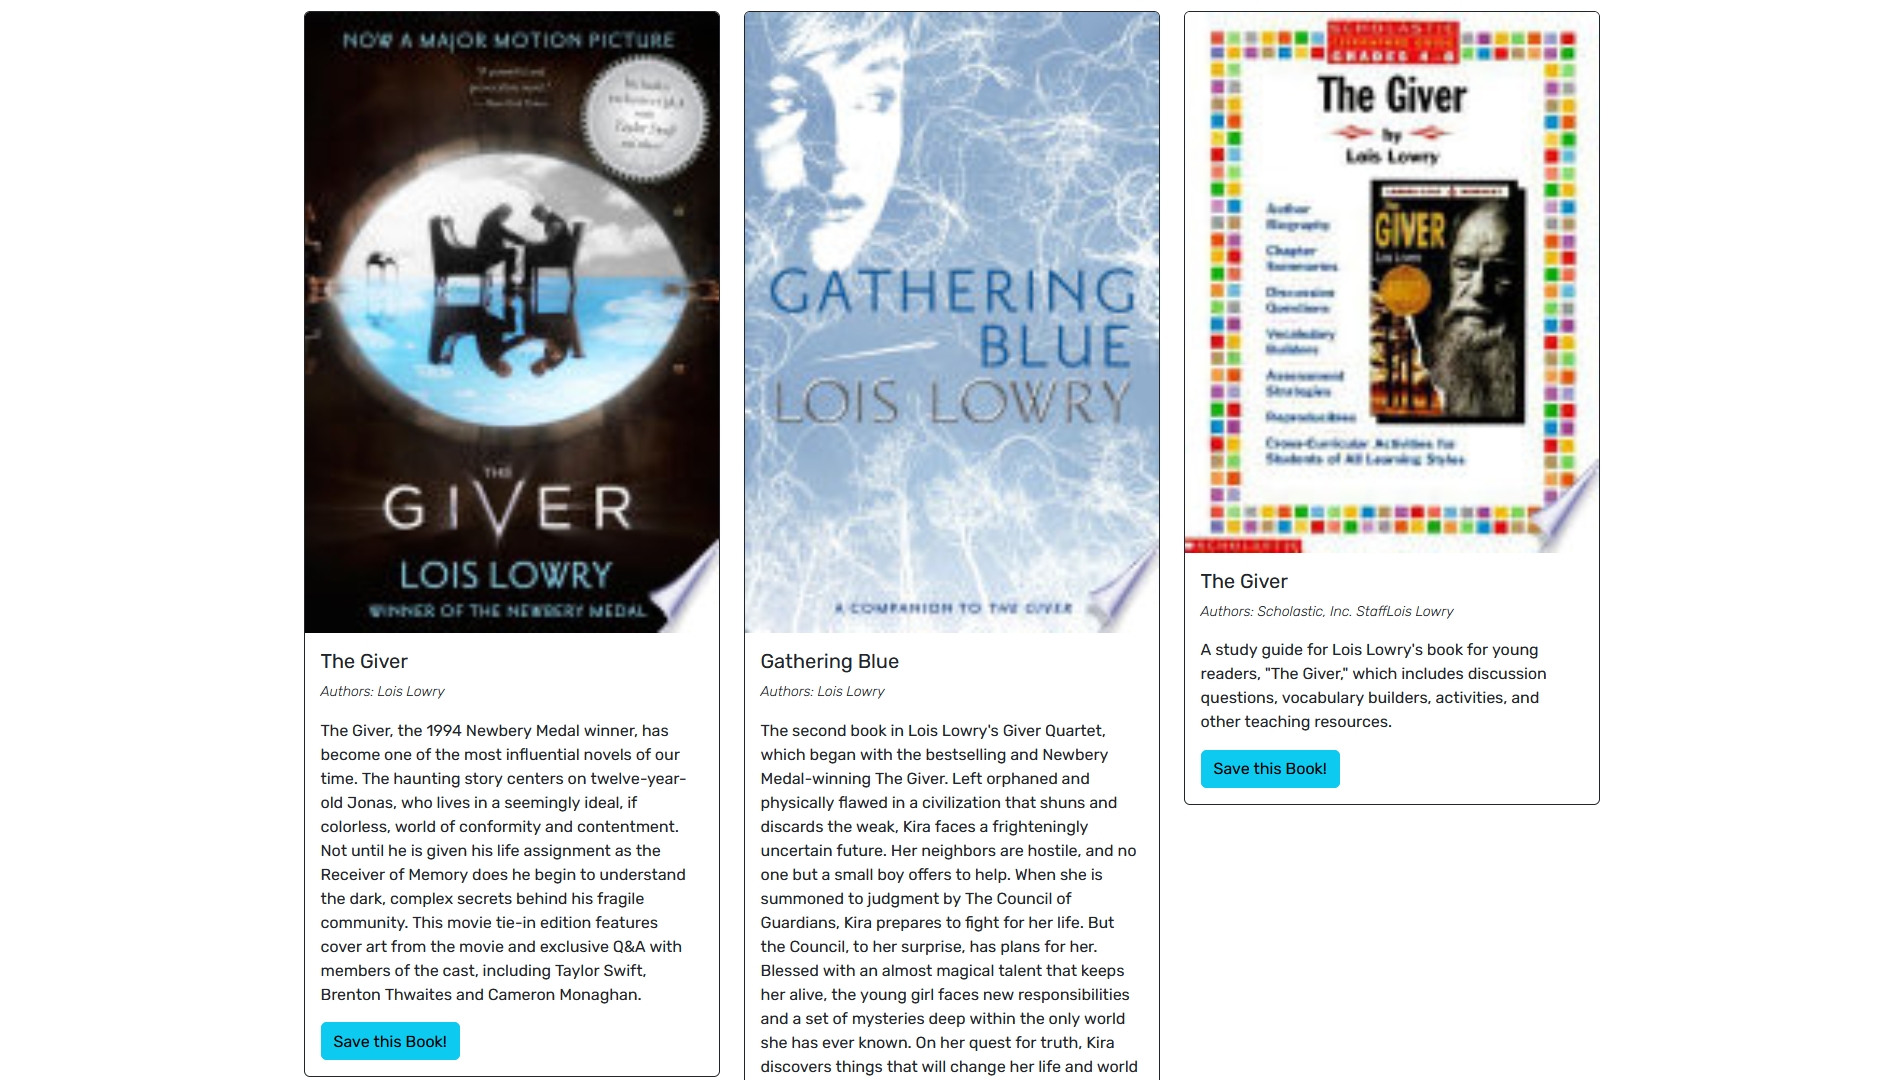 NOW A MAJOR MOTION PICTURE
Taylor Swift
THE
GIVER
LOIS LOWRY
WINNER OF THE NEWBERY MEDAL
The Giver
Authors: Lois Lowry
The Giver, the 1994 Newbery Medal winner, has
become one of the most influential novels of our
time. The haunting story centers on twelve-year-
old Jonas, who lives in a seemingly ideal, if
colorless, world of conformity and contentment.
Not until he is given his life assignment as the
Receiver of Memory does he begin to understand
the dark, complex secrets behind his fragile
community. This movie tie-in edition features
cover art from the movie and exclusive Q&A with
members of the cast, including Taylor Swift,
Brenton Thwaites and Cameron Monaghan.
Save this Book!
GATHERING
BLUE
LOIS LOWRY
A COMPANION TO THE GIVER
Gathering Blue
Authors: Lois Lowry
The second book in Lois Lowry's Giver Quartet,
which began with the bestselling and Newbery
Medal-winning The Giver. Left orphaned and
physically flawed in a civilization that shuns and
discards the weak, Kira faces a frighteningly
uncertain future. Her neighbors are hostile, and no
one but a small boy offers to help. When she is
summoned to judgment by The Council of
Guardians, Kira prepares to fight for her life. But
the Council, to her surprise, has plans for her.
Blessed with an almost magical talent that keeps
her alive, the young girl faces new responsibilities
and a set of mysteries deep within the only world
she has ever known. On her quest for truth, Kira
discovers things that will change her life and world
SCHOLASTIC
GRADES 4-8
The Giver
by
Lois Lowry
Author
Biography
Chapter
Summaries
Discussion
Questions
Vocabulary
Builders
Assessment
Strategies
Reproducibles
Cross-Curricular Activities for
Students of All Learning Styles
The
GIVER
Lois Lowry
SCHOLASTIC
The Giver
Authors: Scholastic, Inc. StaffLois Lowry
A study guide for Lois Lowry's book for young
readers, "The Giver," which includes discussion
questions, vocabulary builders, activities, and
other teaching resources.
Save this Book!